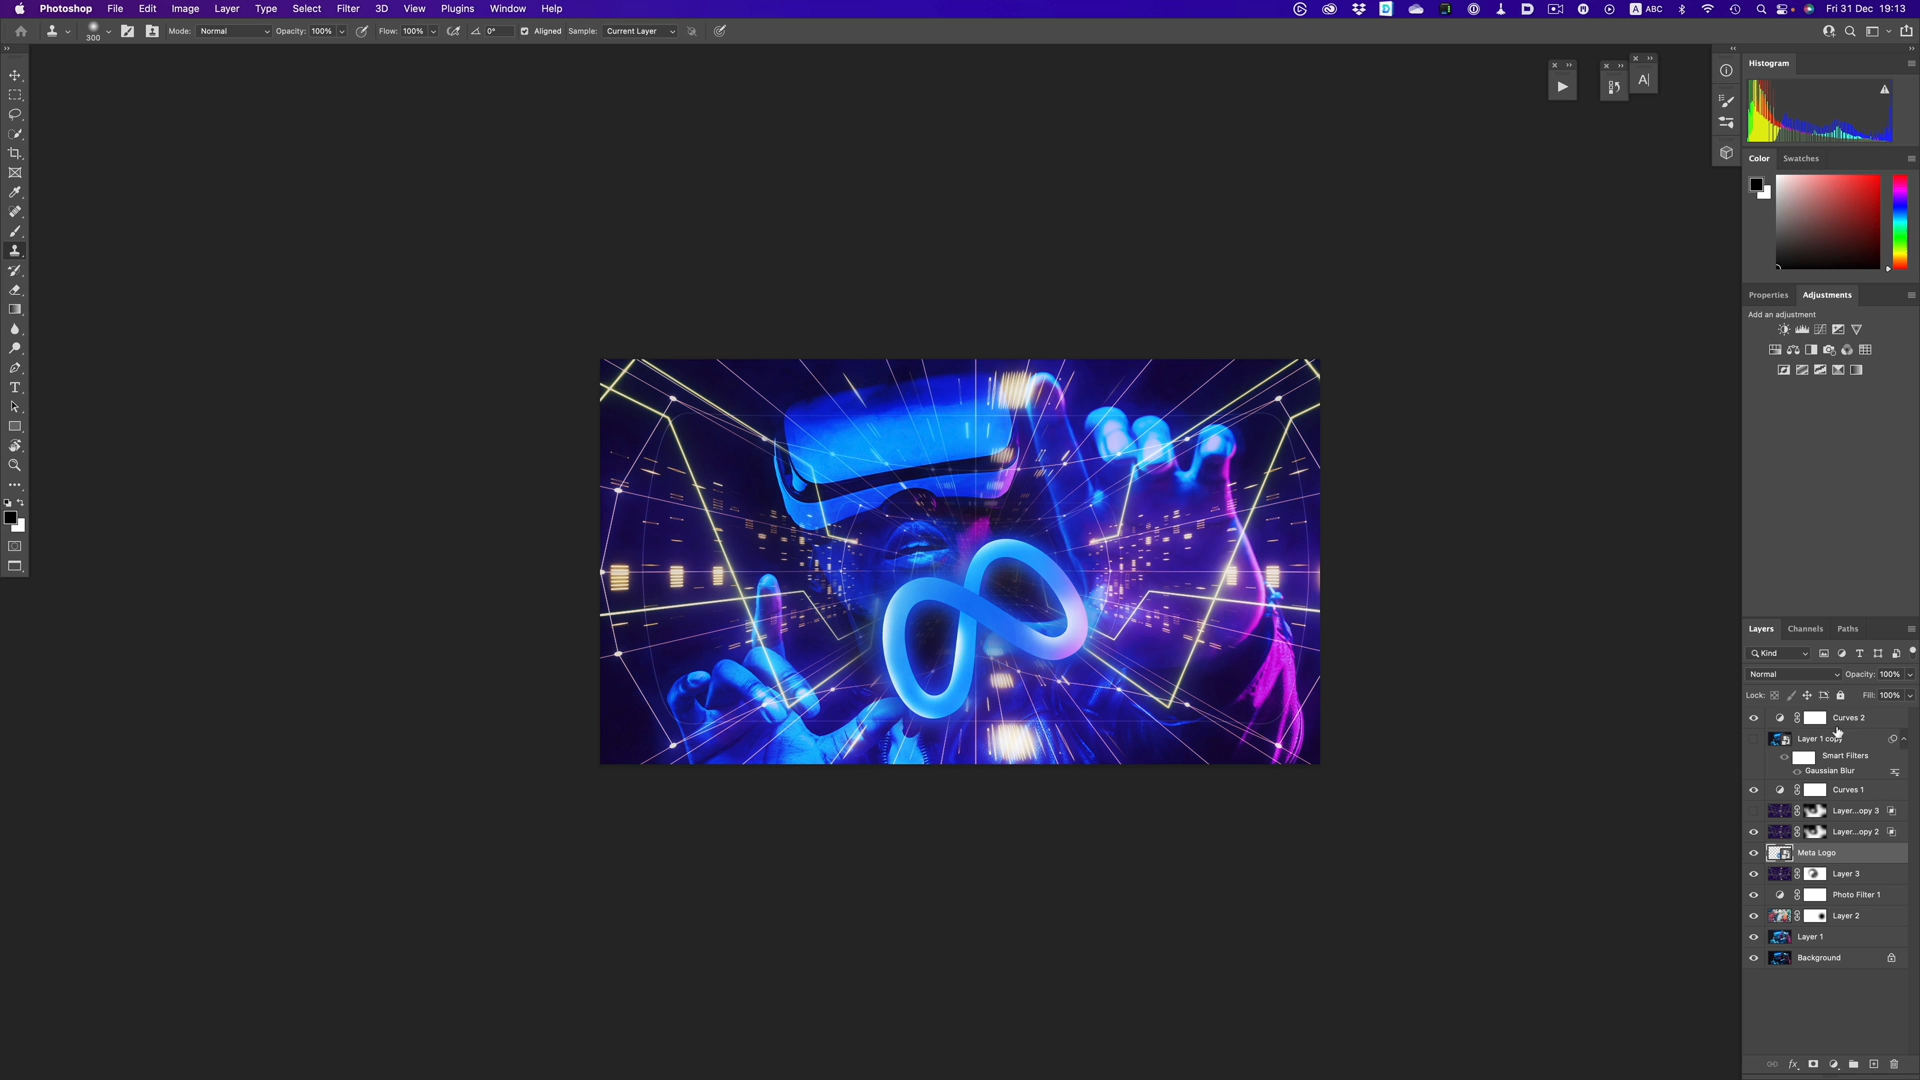 Photoshop File Edit Image Layer Type Select Filter 3D View Plugins Window Help A ABC Fri 31 Dec 19:13
300 Mode: Normal Opacity: 100% Flow: 100% 0° Aligned Sample: Current Layer
Histogram
A
Color Swatches
Properties Adjustments
Add an adjustment
Layers Channels Paths
Kind
Normal Opacity: 100%
Lock: Fill: 100%
Curves 2
Layer 1 copy
Smart Filters
Gaussian Blur
Curves 1
Layer...opy 3
Layer...opy 2
Meta Logo
Layer 3
Photo Filter 1
Layer 2
Layer 1
Background
fx